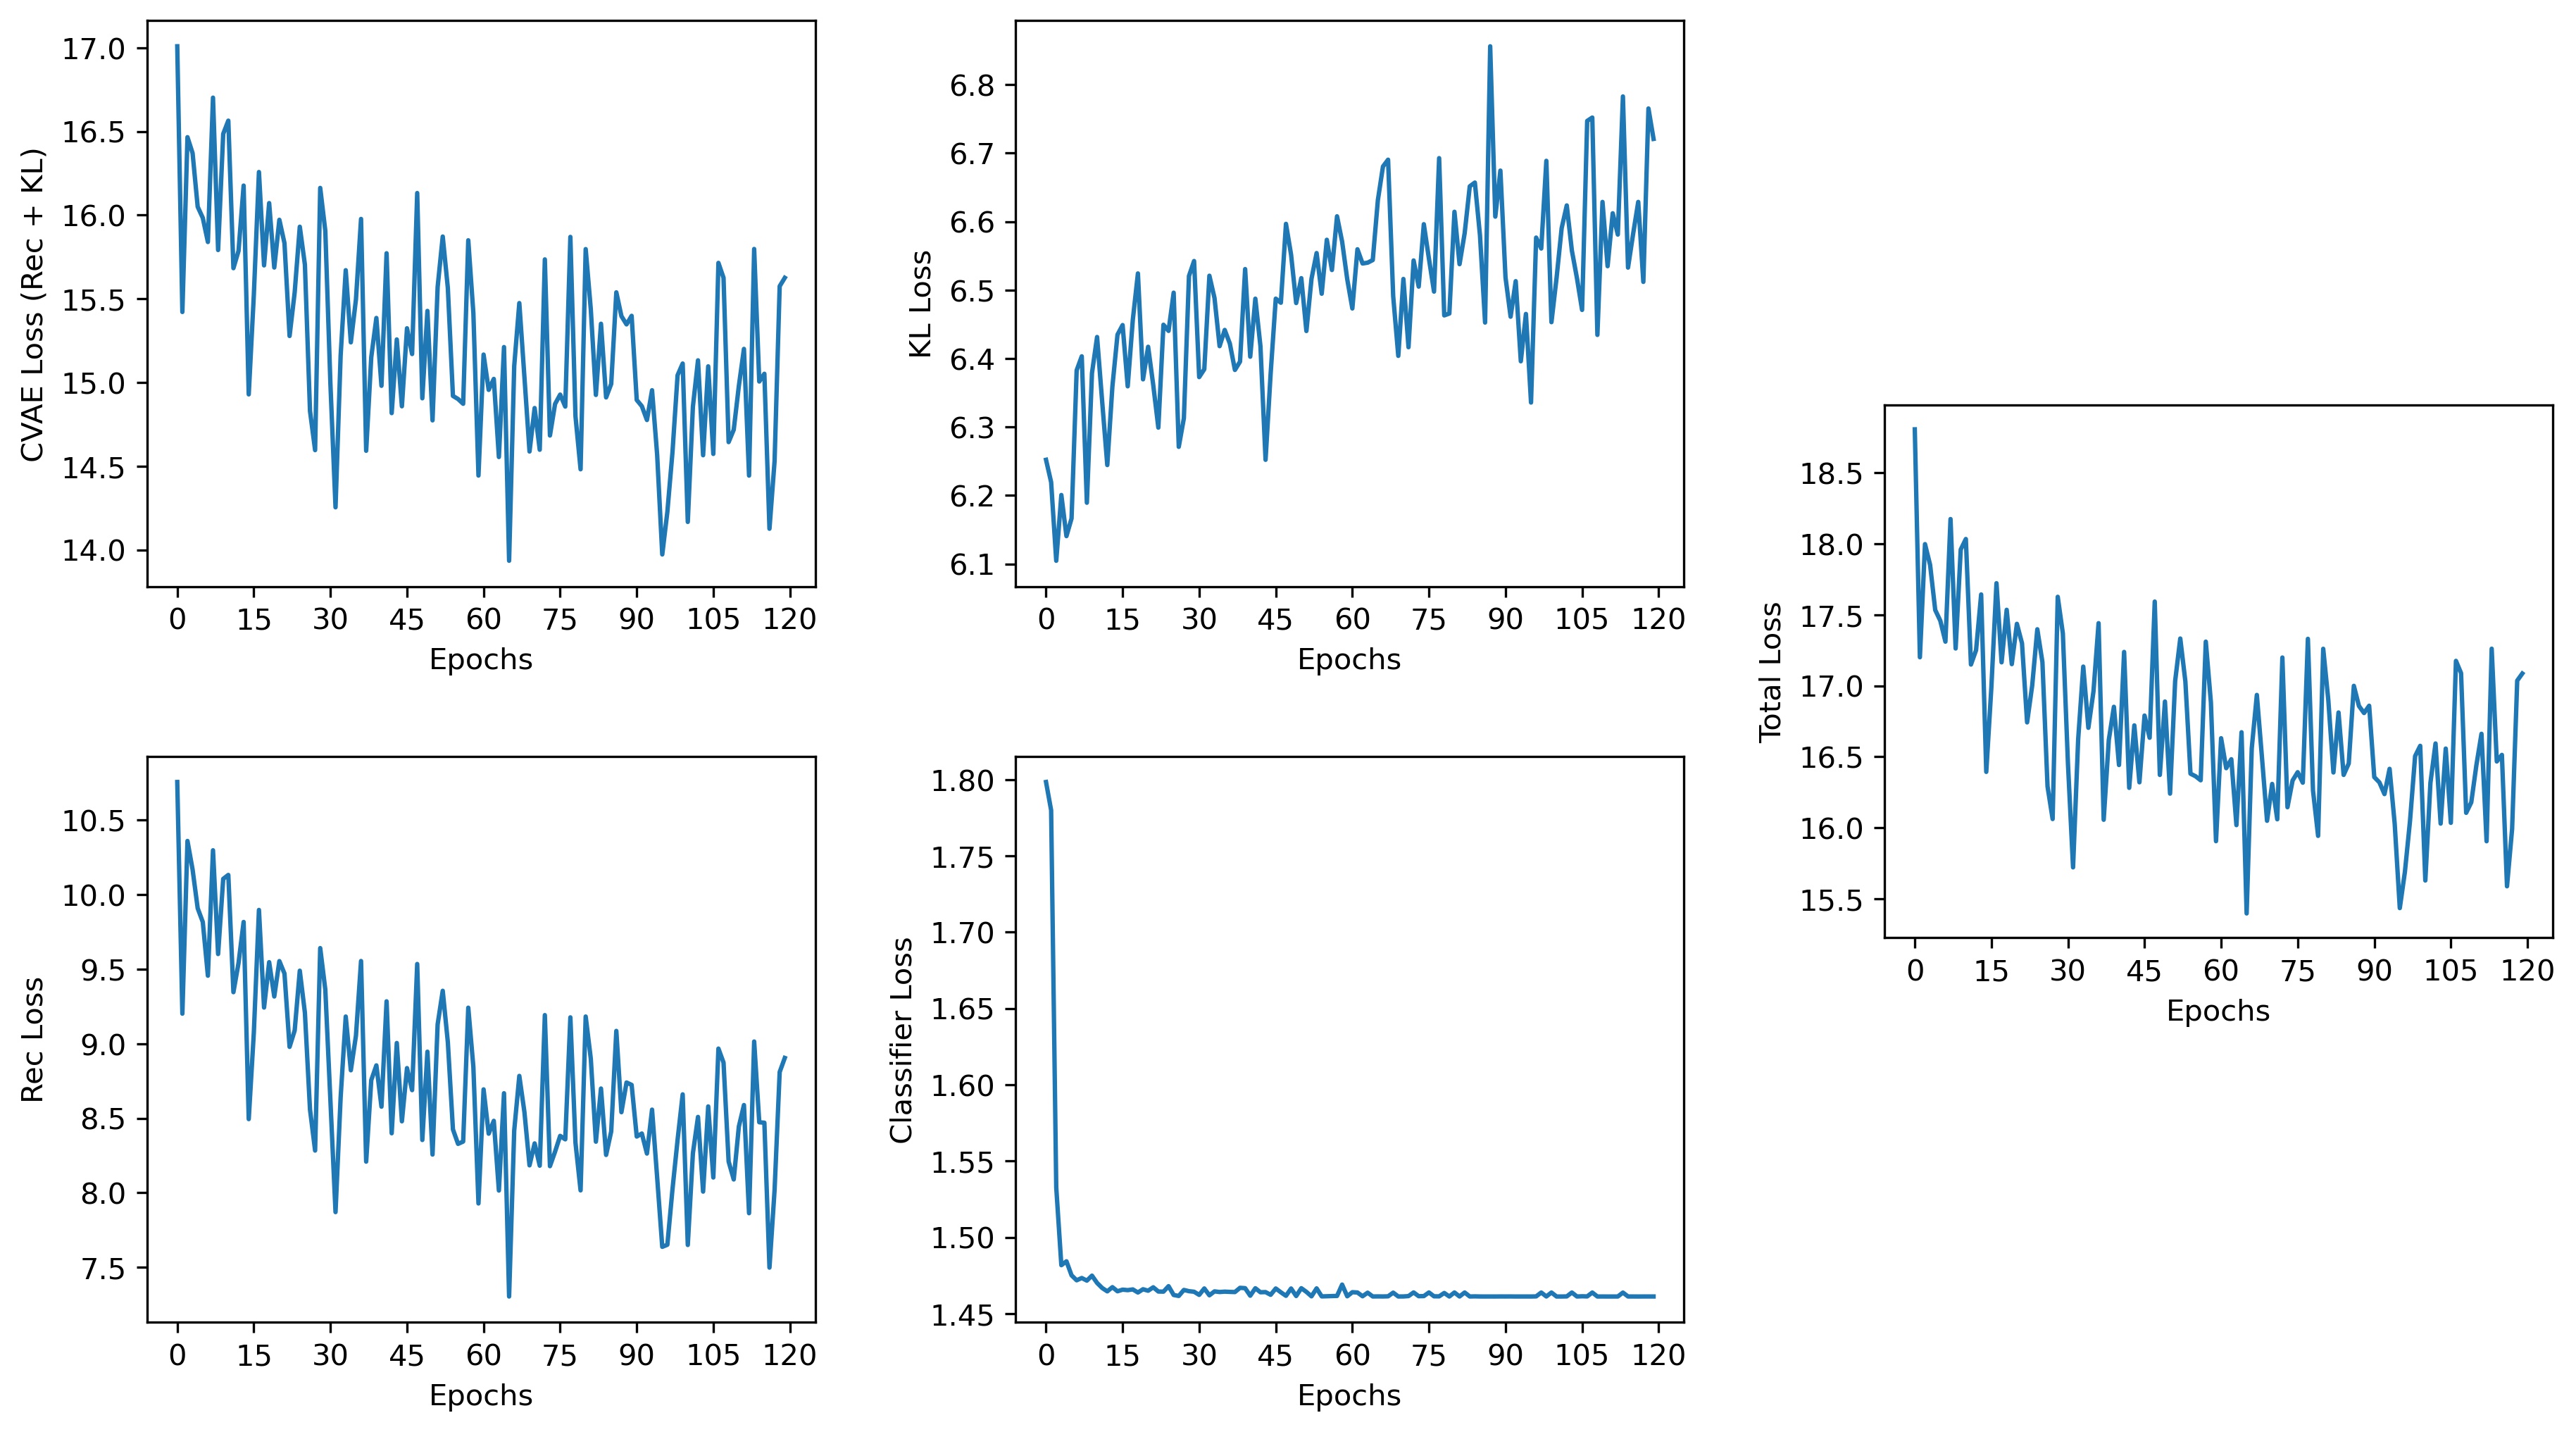 CVAE Loss (Rec + KL)
17.0
16.5
16.0
15.5
15.0
14.5
14.0
0 15 30 45 60 75 90 105 120
Epochs
KL Loss
6.8
6.7
6.6
6.5
6.4
6.3
6.2
6.1
0 15 30 45 60 75 90 105 120
Epochs
Rec Loss
10.5
10.0
9.5
9.0
8.5
8.0
7.5
0 15 30 45 60 75 90 105 120
Epochs
Classifier Loss
1.80
1.75
1.70
1.65
1.60
1.55
1.50
1.45
0 15 30 45 60 75 90 105 120
Epochs
Total Loss
18.5
18.0
17.5
17.0
16.5
16.0
15.5
0 15 30 45 60 75 90 105 120
Epochs